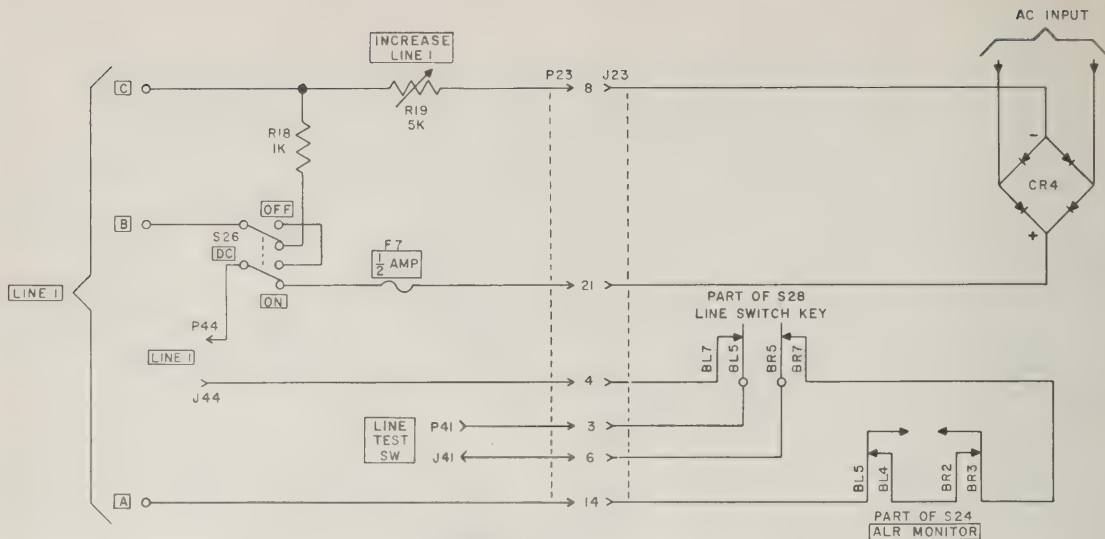 AC INPUT
INCREASE
LINE 1
P23 J23
C
8
R19
5K
R18
1K
-
CR4
+
B
OFF
S26
DC
F7
1/2 AMP
ON
21
LINE 1
P44
LINE 1
J44
PART OF S28
LINE SWITCH KEY
BL7
BL5
BR5
BR7
4
LINE
TEST
SW
P41
3
J41
6
BL5
BL4
BR2
BR3
A
14
PART OF S24
ALR MONITOR